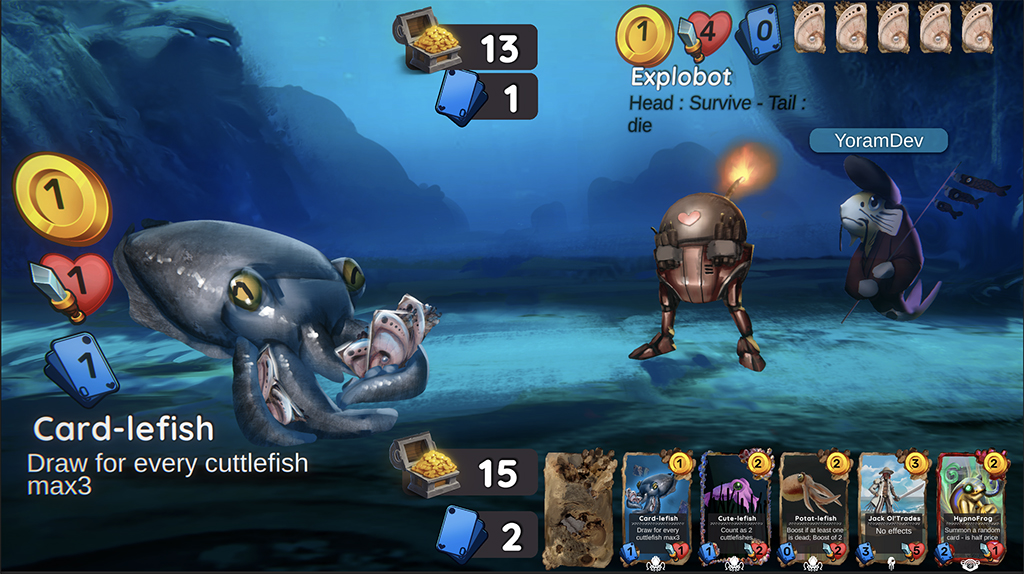 13
1
1
4
0
Explobot
Head : Survive - Tail :
die
YoramDev
1
1
1
Card-lefish
Draw for every cuttlefish
max3
15
2
1
Card-lefish
Draw for every
cuttlefish max3
1
1
2
Cute-lefish
Count as 2
cuttlefishes
1
2
2
Potat-lefish
Boost if at least one
is dead; Boost of 2
0
2
3
Jack Ol'Trades
No effects
3
5
2
HypnoFrog
Summon a random
card - is half price
2
1